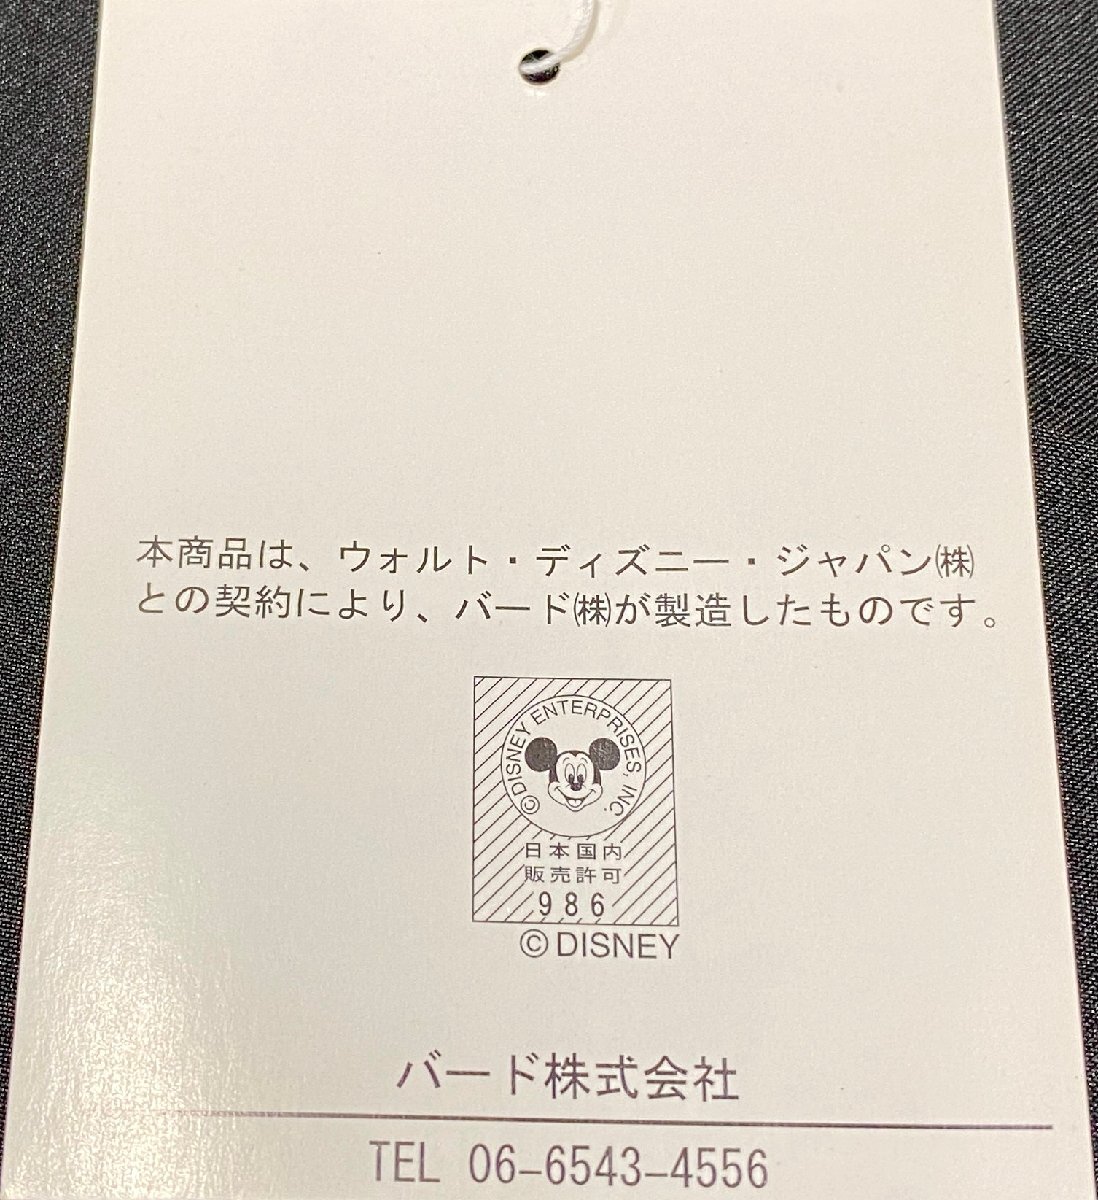 本商品は、ウォルト・ディズニー・ジャパン㈱
との契約により、バード㈱が製造したものです。
©DISNEY ENTERPRISES, INC.
日本国内
販売許可
986
©DISNEY
バード株式会社
TEL 06-6543-4556